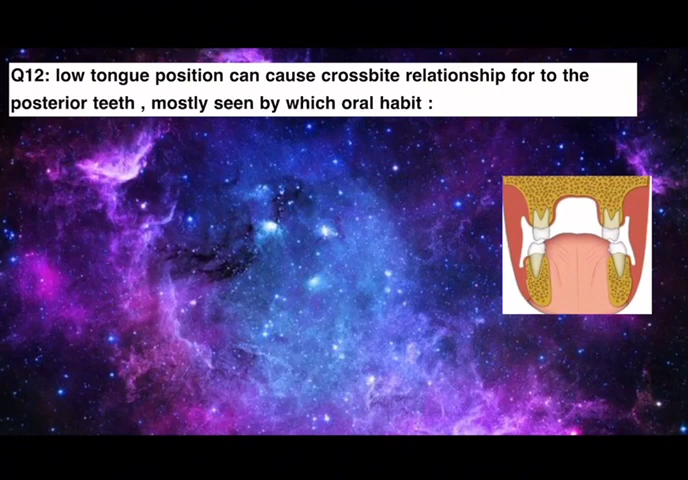 Q12: low tongue position can cause crossbite relationship for to the
posterior teeth , mostly seen by which oral habit :